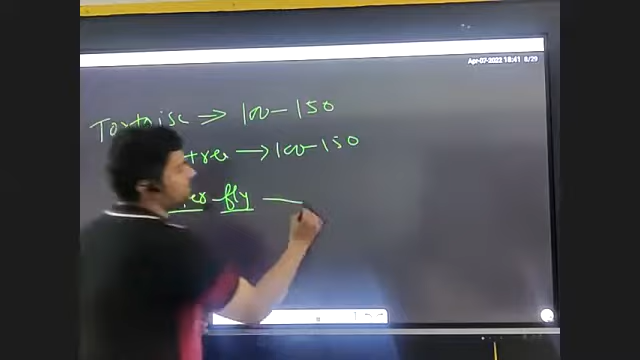 Apr-07-2022 18:41 8/29
Tortoise → 100-150
tree → 100-150
fly —